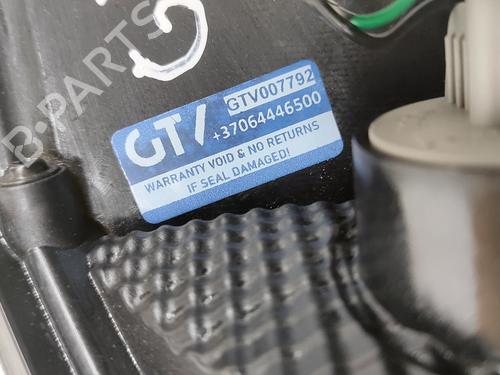 B-PARTS
GTV
GTV007792
+37064446500
WARRANTY VOID & NO RETURNS
IF SEAL DAMAGED!